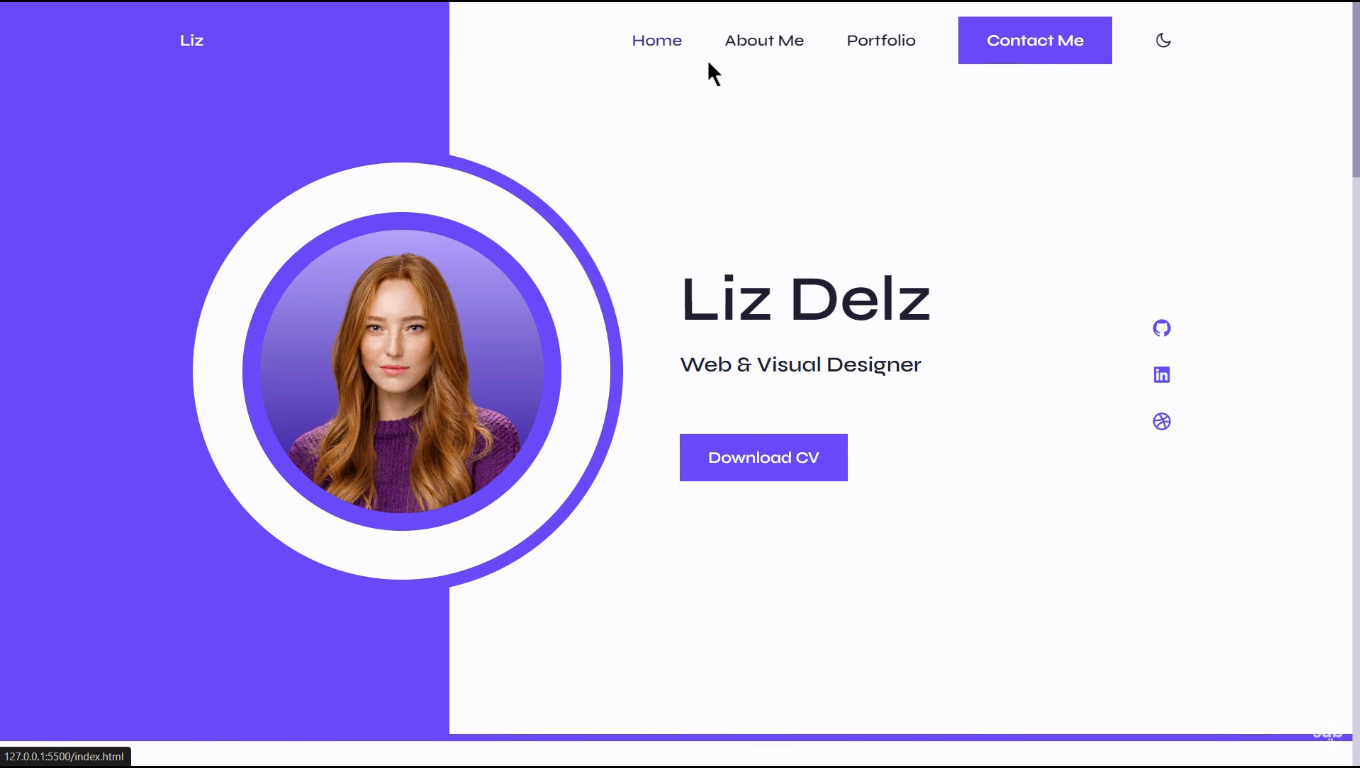 Liz
Home
About Me
Portfolio
Contact Me
Liz Delz
Web & Visual Designer
Download CV
127.0.0.1:5500/index.html